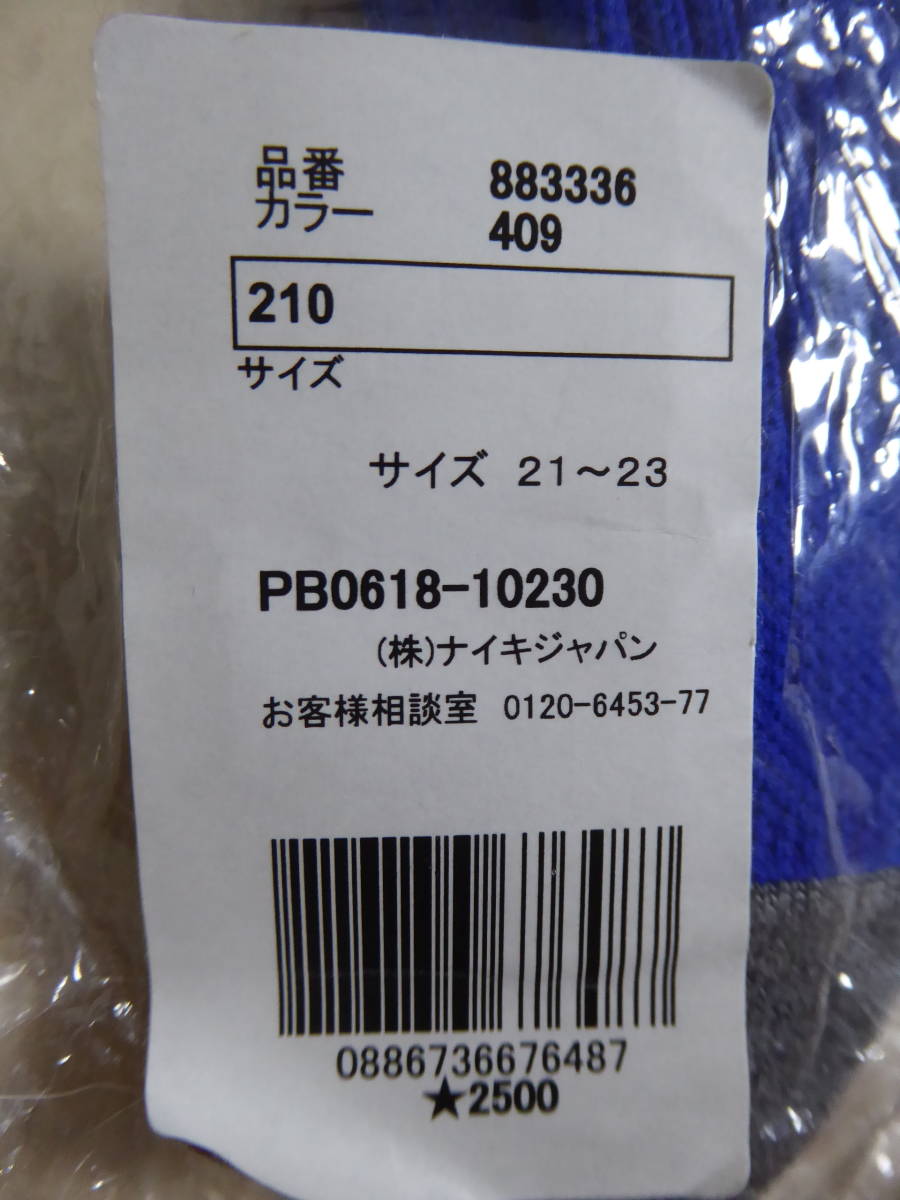 品番 883336
カラー 409
210
サイズ
サイズ 21～23
PB0618-10230
(株)ナイキジャパン
お客様相談室 0120-6453-77
0886736676487
★2500